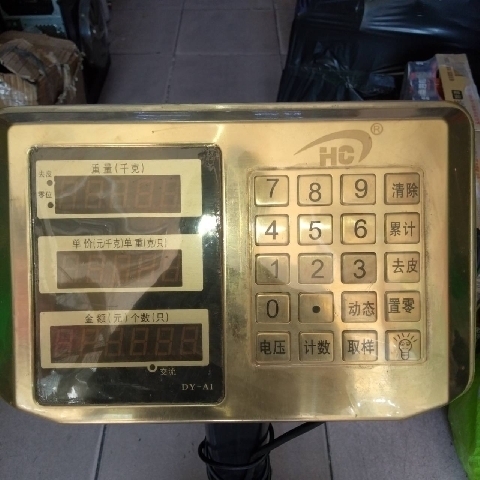 HC®
重量(千克)
零位
单价(元/千克)单重(克/只)
金额(元)个数(只)
交流
DY-A1
7 8 9 清除
4 5 6 累计
1 2 3 去皮
0 • 动态 置零
电压 计数 取样